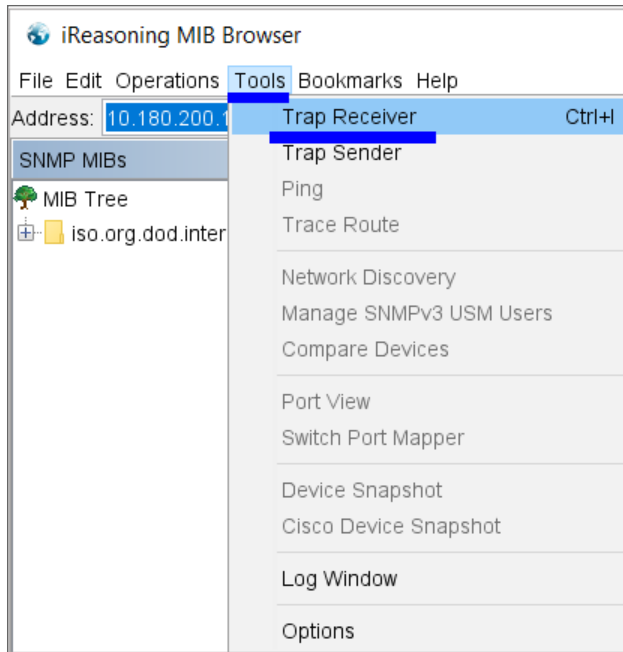 iReasoning MIB Browser
File Edit Operations Tools Bookmarks Help
Address: 10.180.200.1
Trap Receiver Ctrl+I
SNMP MIBs
Trap Sender
MIB Tree
Ping
iso.org.dod.inter
Trace Route
Network Discovery
Manage SNMPv3 USM Users
Compare Devices
Port View
Switch Port Mapper
Device Snapshot
Cisco Device Snapshot
Log Window
Options